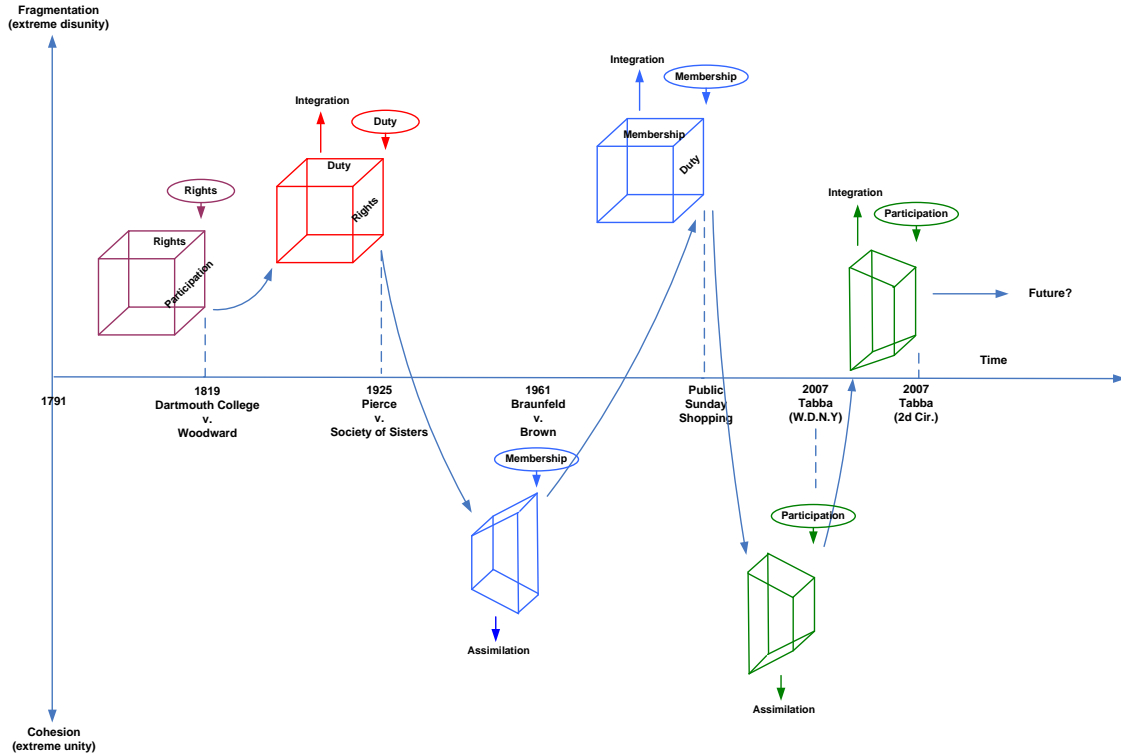 Fragmentation
(extreme disunity)
Integration
Membership
Integration
Duty
Membership
Duty
Duty
Rights
Rights
Integration
Participation
Rights
Participation
Future?
Time
1791
1819
Dartmouth College
v.
Woodward
1925
Pierce
v.
Society of Sisters
1961
Braunfeld
v.
Brown
Public
Sunday
Shopping
2007
Tabba
(W.D.N.Y)
2007
Tabba
(2d Cir.)
Membership
Participation
Assimilation
Assimilation
Cohesion
(extreme unity)